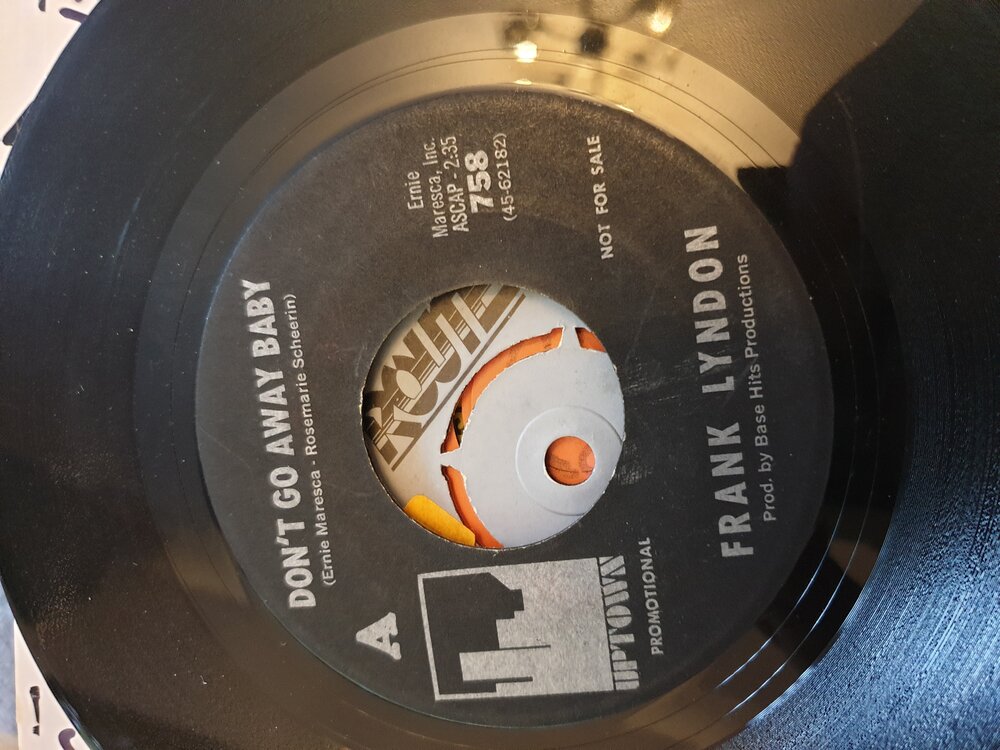 DON'T GO AWAY BABY
(Ernie Maresca - Rosemarie Scheerin)
A
UPTOWN
PROMOTIONAL
Ernie
Maresca, Inc.
ASCAP - 2:35
758
(45-62182)
NOT FOR SALE
FRANK LYNDON
Prod. by Base Hits Productions